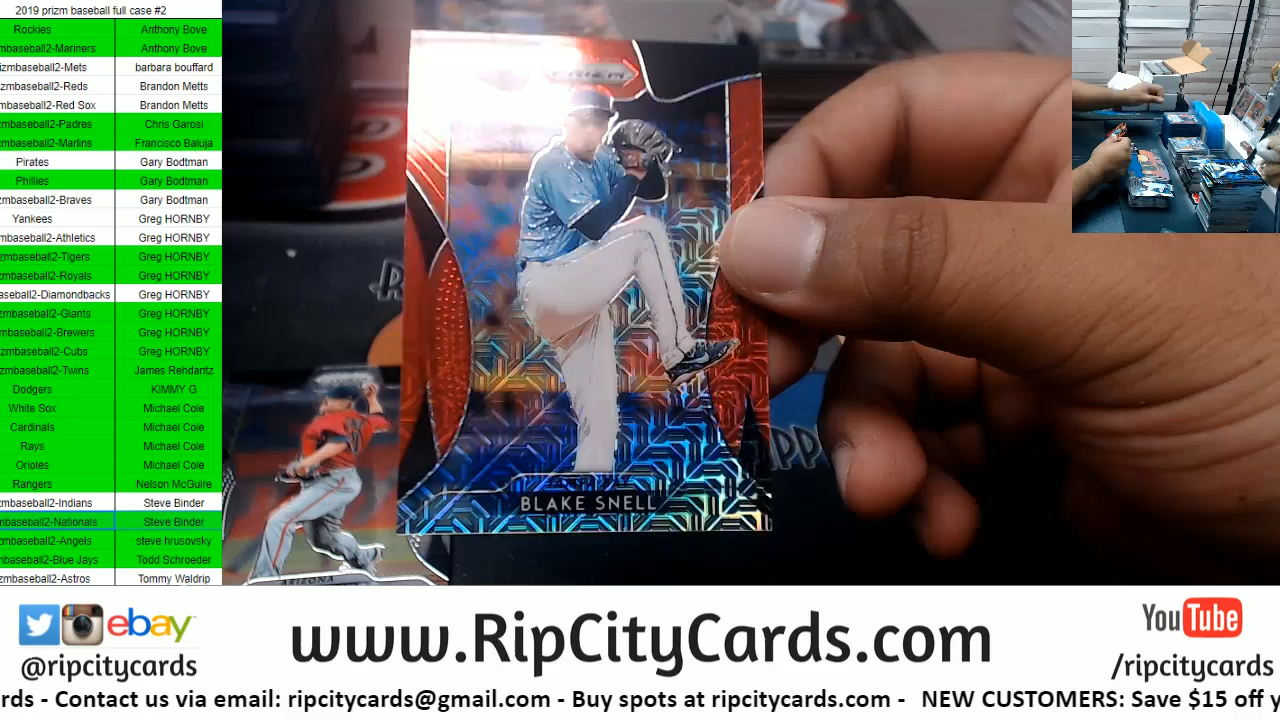 2019 prizm baseball full case #2
Rockies Anthony Bove
mbaseball2-Mariners Anthony Bove
izmbaseball2-Mets barbara bouffard
izmbaseball2-Reds Brandon Metts
zmbaseball2-Red Sox Brandon Metts
zmbaseball2-Padres Chris Garosi
zmbaseball2-Marlins Francisco Baluja
Pirates Gary Bodtman
Phillies Gary Bodtman
zmbaseball2-Braves Gary Bodtman
Yankees Greg HORNBY
mbaseball2-Athletics Greg HORNBY
zmbaseball2-Tigers Greg HORNBY
zmbaseball2-Royals Greg HORNBY
aseball2-Diamondbacks Greg HORNBY
zmbaseball2-Giants Greg HORNBY
mbaseball2-Brewers Greg HORNBY
zmbaseball2-Cubs Greg HORNBY
zmbaseball2-Twins James Rehdantz
Dodgers KIMMY G
White Sox Michael Cole
Cardinals Michael Cole
Rays Michael Cole
Orioles Michael Cole
Rangers Nelson McGuire
zmbaseball2-Indians Steve Binder
mbaseball2-Nationals Steve Binder
mbaseball2-Angels steve hrusovsky
mbaseball2-Blue Jays Todd Schroeder
zmbaseball2-Astros Tommy Waldrip
PRIZM
BLAKE SNELL
ARIZONA
ebay
@ripcitycards
www.RipCityCards.com
YouTube
/ripcitycards
rds - Contact us via email: ripcitycards@gmail.com - Buy spots at ripcitycards.com - NEW CUSTOMERS: Save $15 off y